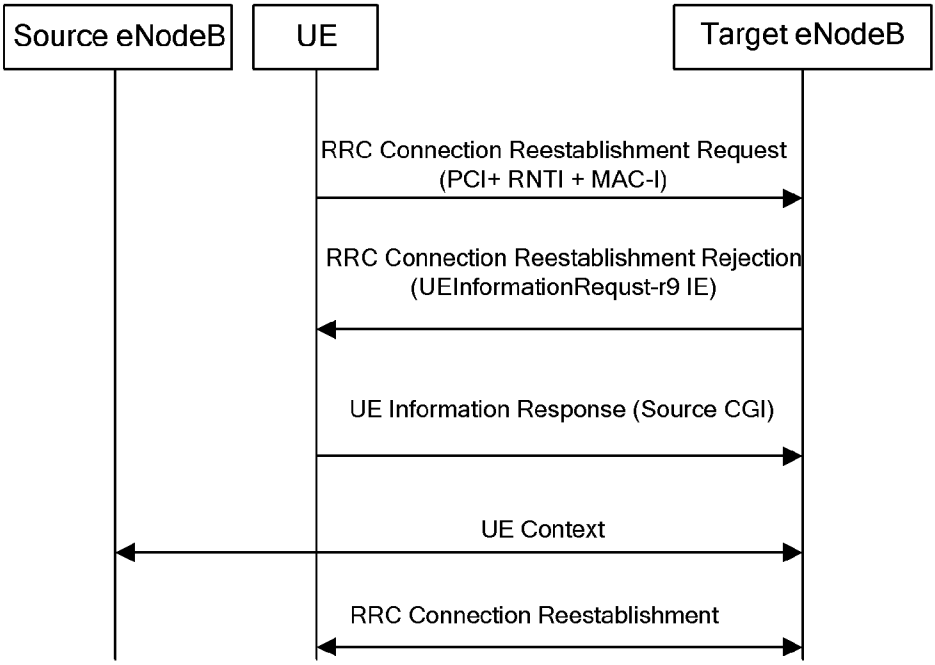 Source eNodeB
UE
Target eNodeB
RRC Connection Reestablishment Request
(PCI+ RNTI + MAC-I)
RRC Connection Reestablishment Rejection
(UEInformationRequst-r9 IE)
UE Information Response (Source CGI)
UE Context
RRC Connection Reestablishment